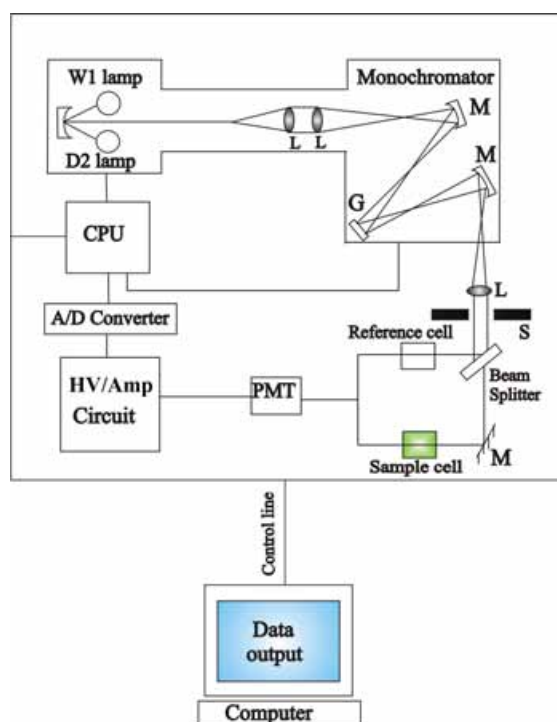 W1 lamp
Monochromator
M
L L
D2 lamp
M
G
CPU
L
A/D Converter
S
Reference cell
HV/Amp
Circuit
PMT
Beam
Splitter
Sample cell
M
Control line
Data
output
Computer